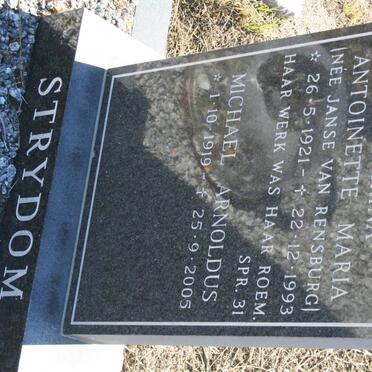 ANTOINETTE MARIA
(NEE JANSE VAN RENSBURG)
* 26.5.1921 - + 22.12.1993
HAAR WERK WAS HAAR ROEM.
SPR. 31
MICHAEL ARNOLDUS
* 1.10.1919 + 25.9.2005
STRYDOM